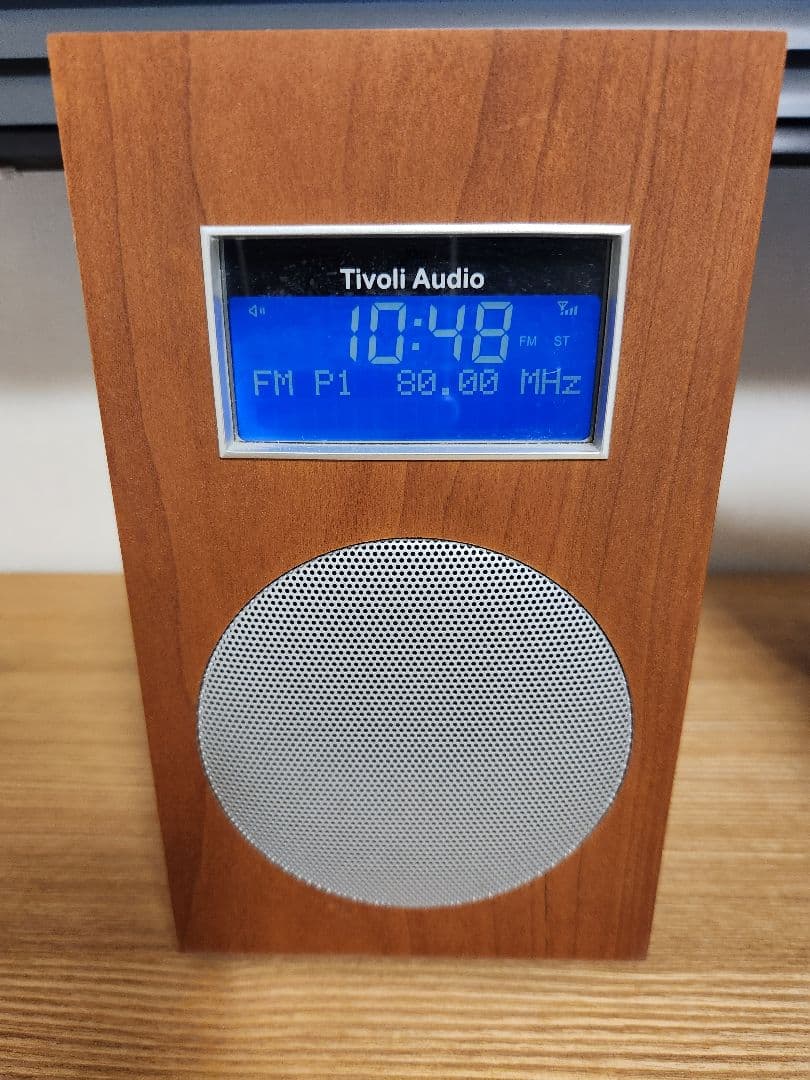 Tivoli Audio
10:48 FM ST
FM P1 80.00 MHz